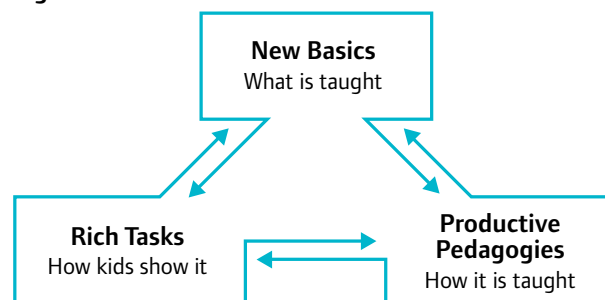 New Basics
What is taught
Rich Tasks
How kids show it
Productive
Pedagogies
How it is taught